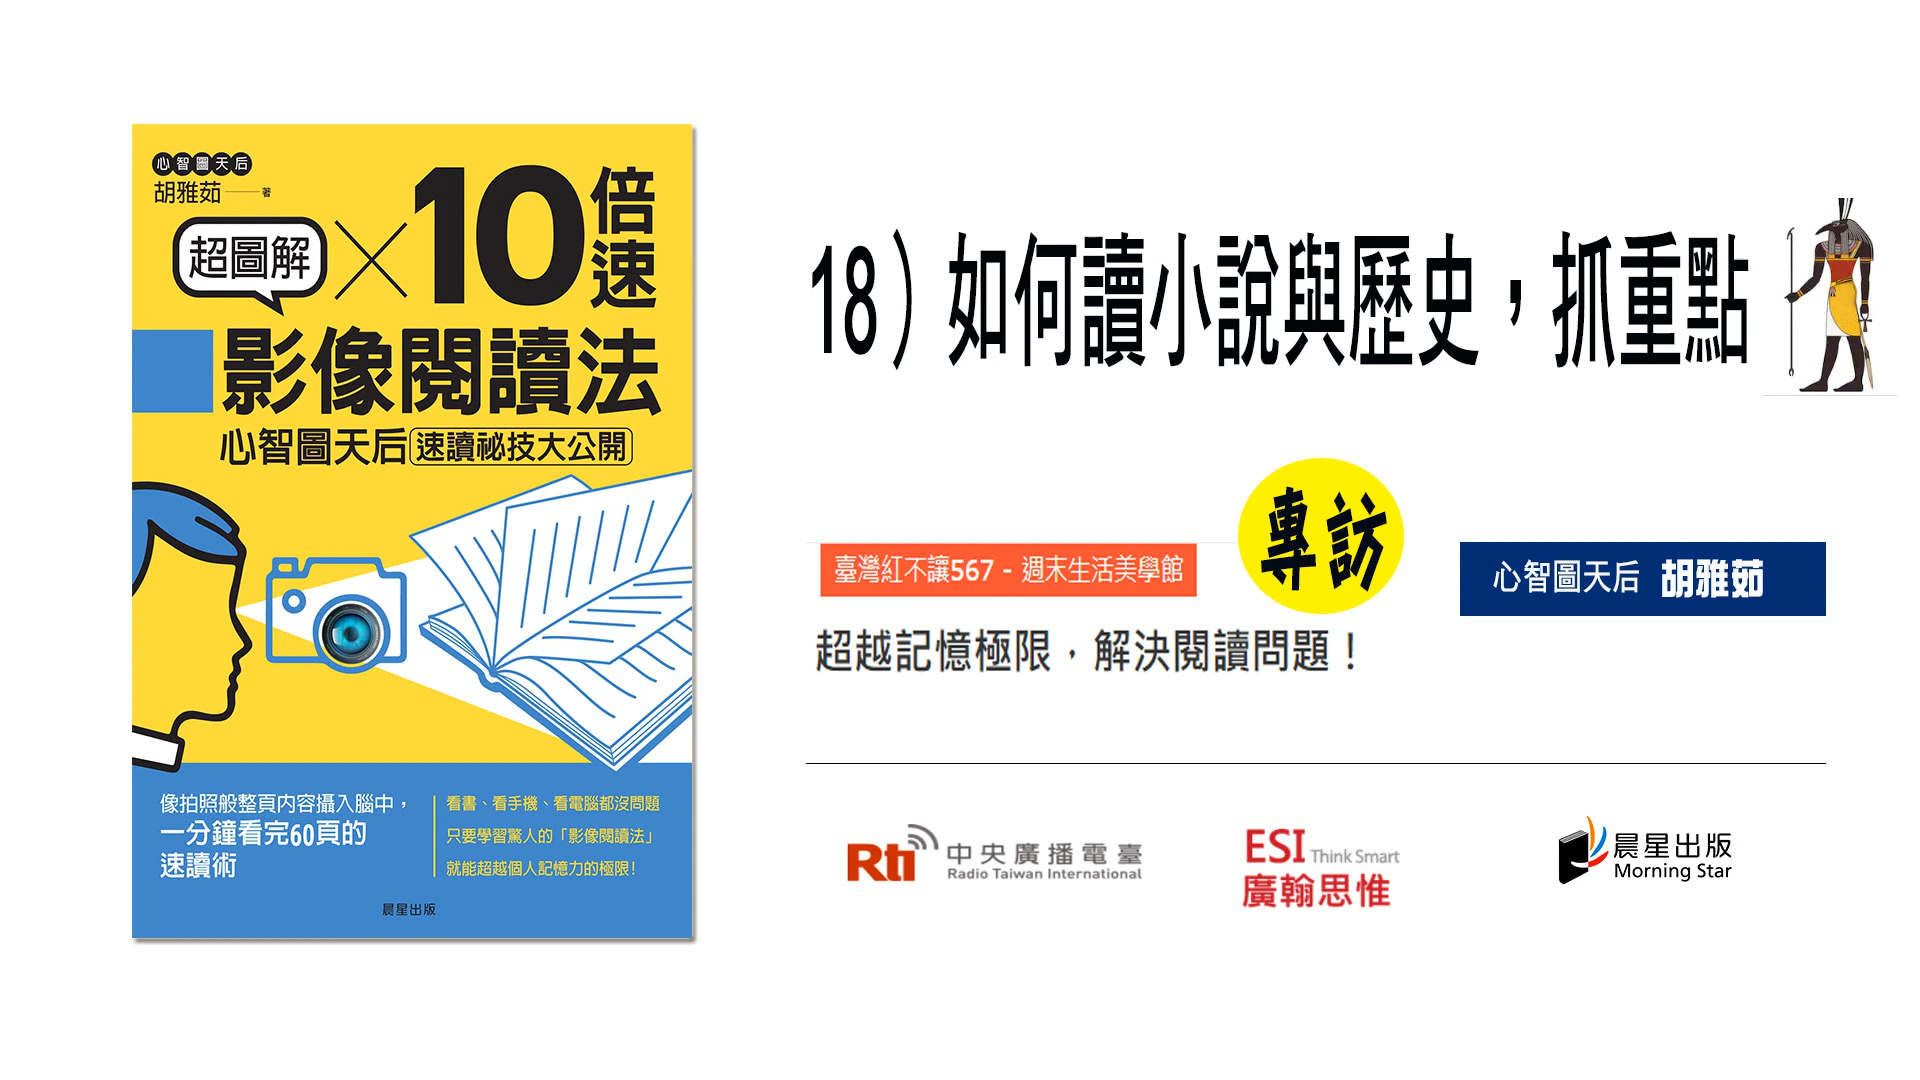 心智圖天后
胡雅茹 著
超圖解
×10倍速
影像閱讀法
心智圖天后 速讀祕技大公開
像拍照般整頁內容攝入腦中，
一分鐘看完60頁的
速讀術
看書、看手機、看電腦都沒問題
只要學習驚人的「影像閱讀法」
就能超越個人記憶力的極限!
晨星出版
18）如何讀小說與歷史，抓重點
臺灣紅不讓567 - 週末生活美學館
專訪
心智圖天后 胡雅茹
超越記憶極限，解決閱讀問題！
Rti 中央廣播電臺
Radio Taiwan International
ESI Think Smart
廣翰思惟
晨星出版
Morning Star